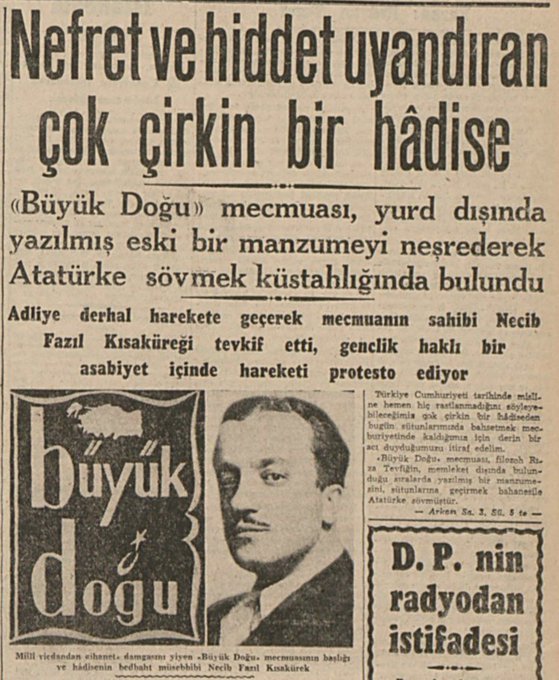 Nefret ve hiddet uyandıran
çok çirkin bir hâdise
«Büyük Doğu» mecmuası, yurd dışında
yazılmış eski bir manzumeyi neşrederek
Atatürke sövmek küstahlığında bulundu
Adliye derhal harekete geçerek mecmuanın sahibi Necib
Fazıl Kısaküreği tevkif etti, genclik haklı bir
asabiyet içinde hareketi protesto ediyor
büyük
doğu
Millî vicdandan «ihanet» damgasını yiyen «Büyük Doğu» mecmuasının başlığı
ve hâdisenin bedbaht müsebbibi Necib Fazıl Kısakürek
Türkiye Cumhuriyeti tarihinde misli-
ne hemen hiç rastlanmadığını söyleye-
bileceğimiz çok çirkin bir hâdiseden
bugün sütunlarımızda bahsetmek mec-
buriyetinde kaldığımız için derin bir
acı duyduğumuzu itiraf edelim.
«Büyük Doğu» mecmuası, filozof Rı-
za Tevfiğin, memleket dışında bulun-
duğu sıralarda yazılmış bir manzume-
sini, sütunlarına geçirmek bahanesile
Atatürke sövmüştür.
— Arkası Sa. 3, Sü. 5 te —
D. P. nin
radyodan
istifadesi